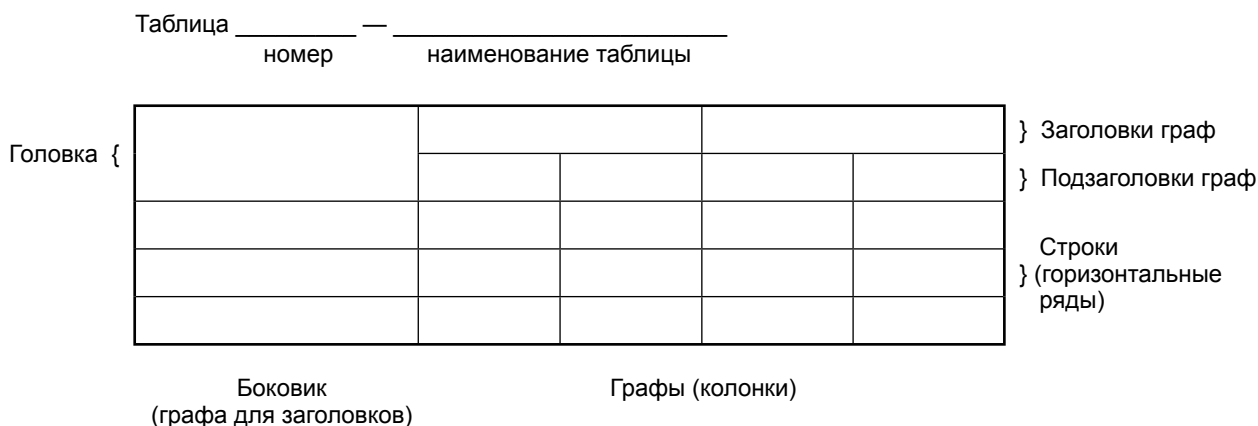 Таблица _________ — _________________________
номер наименование таблицы
} Заголовки граф
Головка {
} Подзаголовки граф
Строки
} (горизонтальные
ряды)
Боковик Графы (колонки)
(графа для заголовков)